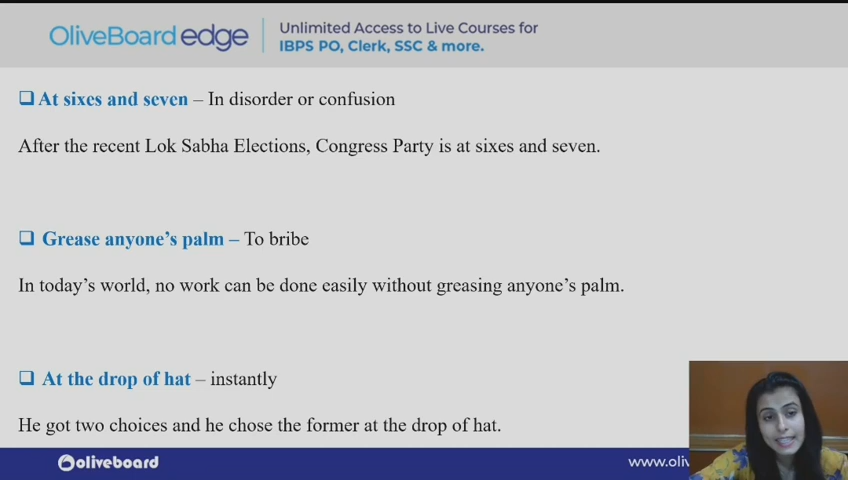 OliveBoard edge
Unlimited Access to Live Courses for
IBPS PO, Clerk, SSC & more.
At sixes and seven – In disorder or confusion
After the recent Lok Sabha Elections, Congress Party is at sixes and seven.
Grease anyone’s palm – To bribe
In today’s world, no work can be done easily without greasing anyone’s palm.
At the drop of hat – instantly
He got two choices and he chose the former at the drop of hat.
oliveboard
www.oliv